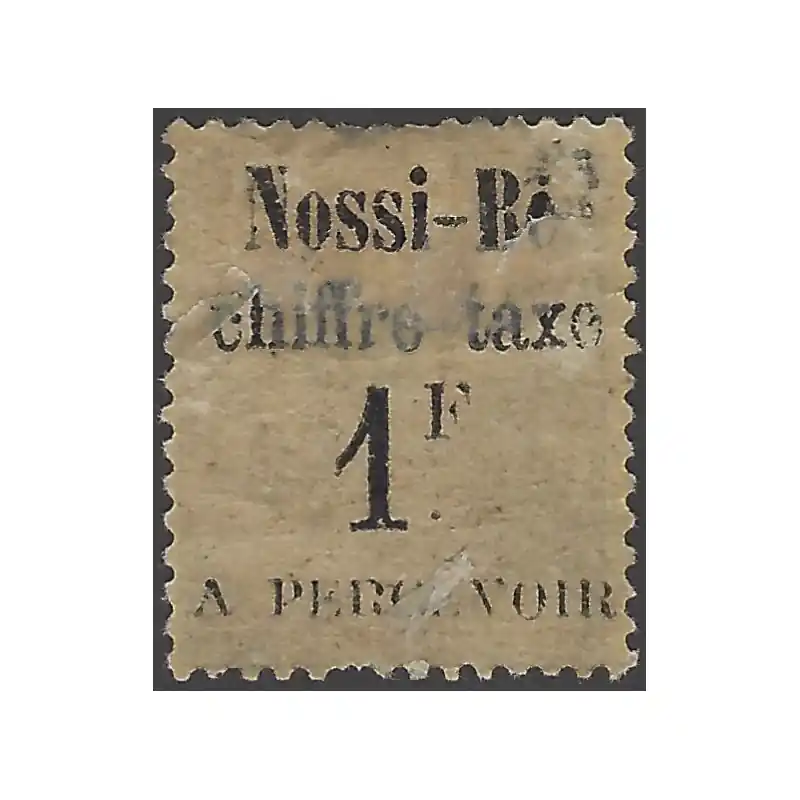 Nossi-Bé
chiffre-taxe
1F.
A PERCEVOIR